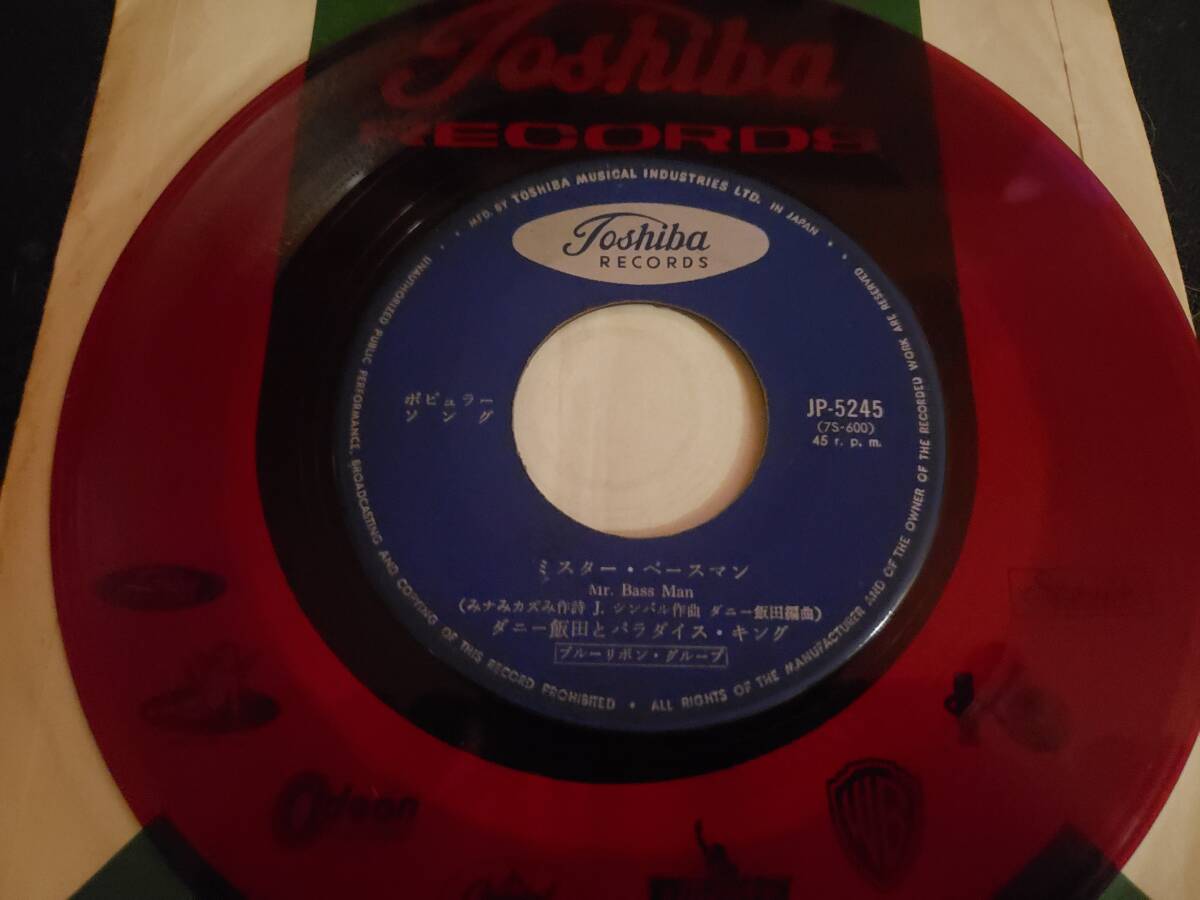 Toshiba
RECORDS
MFD. BY TOSHIBA MUSICAL INDUSTRIES LTD. IN JAPAN
Toshiba
RECORDS
ポピュラー
ソング
JP-5245
(7S-600)
45 r. p. m.
ミスター・ベースマン
Mr. Bass Man
(みナみカズみ作詩 J. シンバル作曲 ダニー飯田編曲)
ダニー飯田とパラダイス・キング
ブルーリボン・グループ
UNAUTHORIZED PUBLIC PERFORMANCE, BROADCASTING AND COPYING OF THIS RECORD PROHIBITED • ALL RIGHTS OF THE MANUFACTURER AND OF THE OWNER OF THE RECORDED WORK ARE RESERVED
Odeon
WB